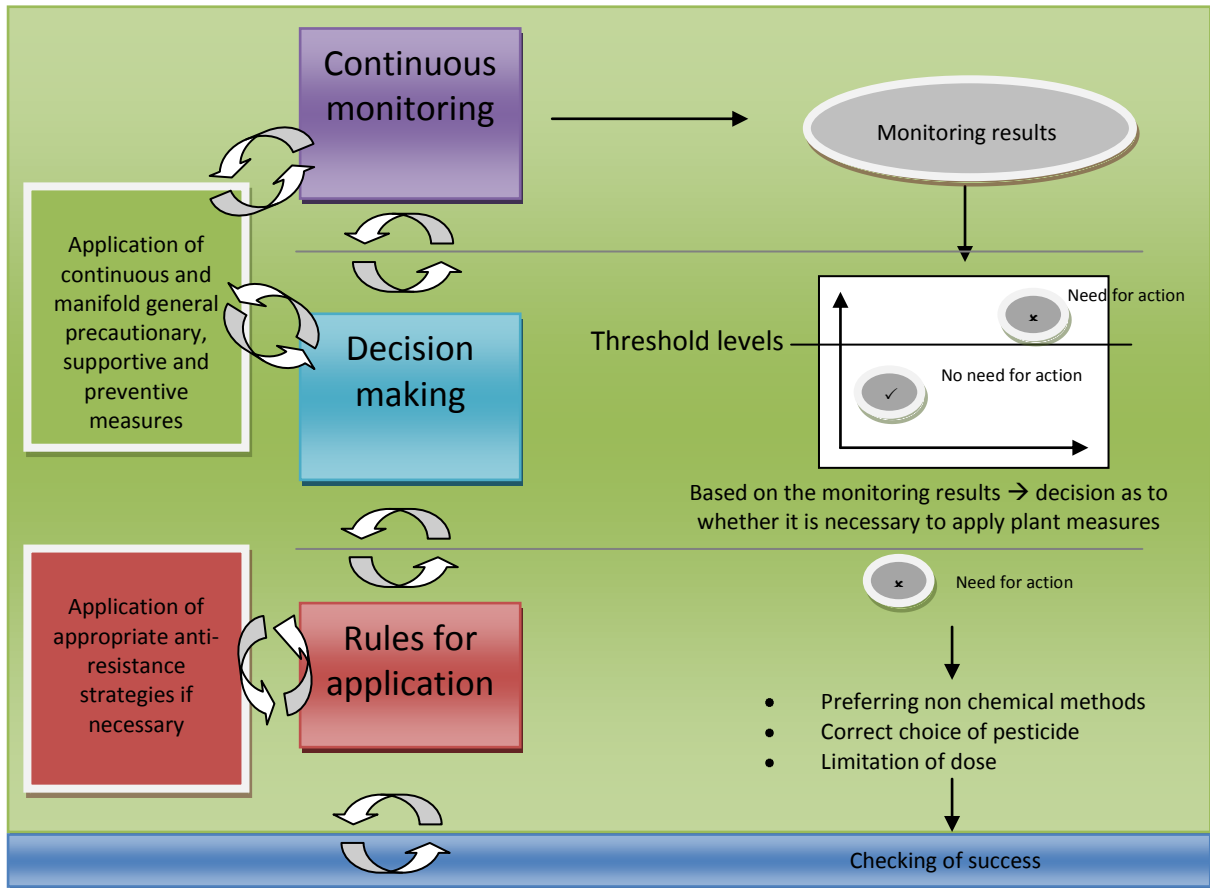 Continuous
monitoring
Monitoring results
Application of
continuous and
manifold general
precautionary,
supportive and
preventive
measures
Decision
making
Threshold levels
Need for action
No need for action
Based on the monitoring results → decision as to
whether it is necessary to apply plant measures
Application of
appropriate anti-
resistance
strategies if
necessary
Rules for
application
Need for action
• Preferring non chemical methods
• Correct choice of pesticide
• Limitation of dose
Checking of success